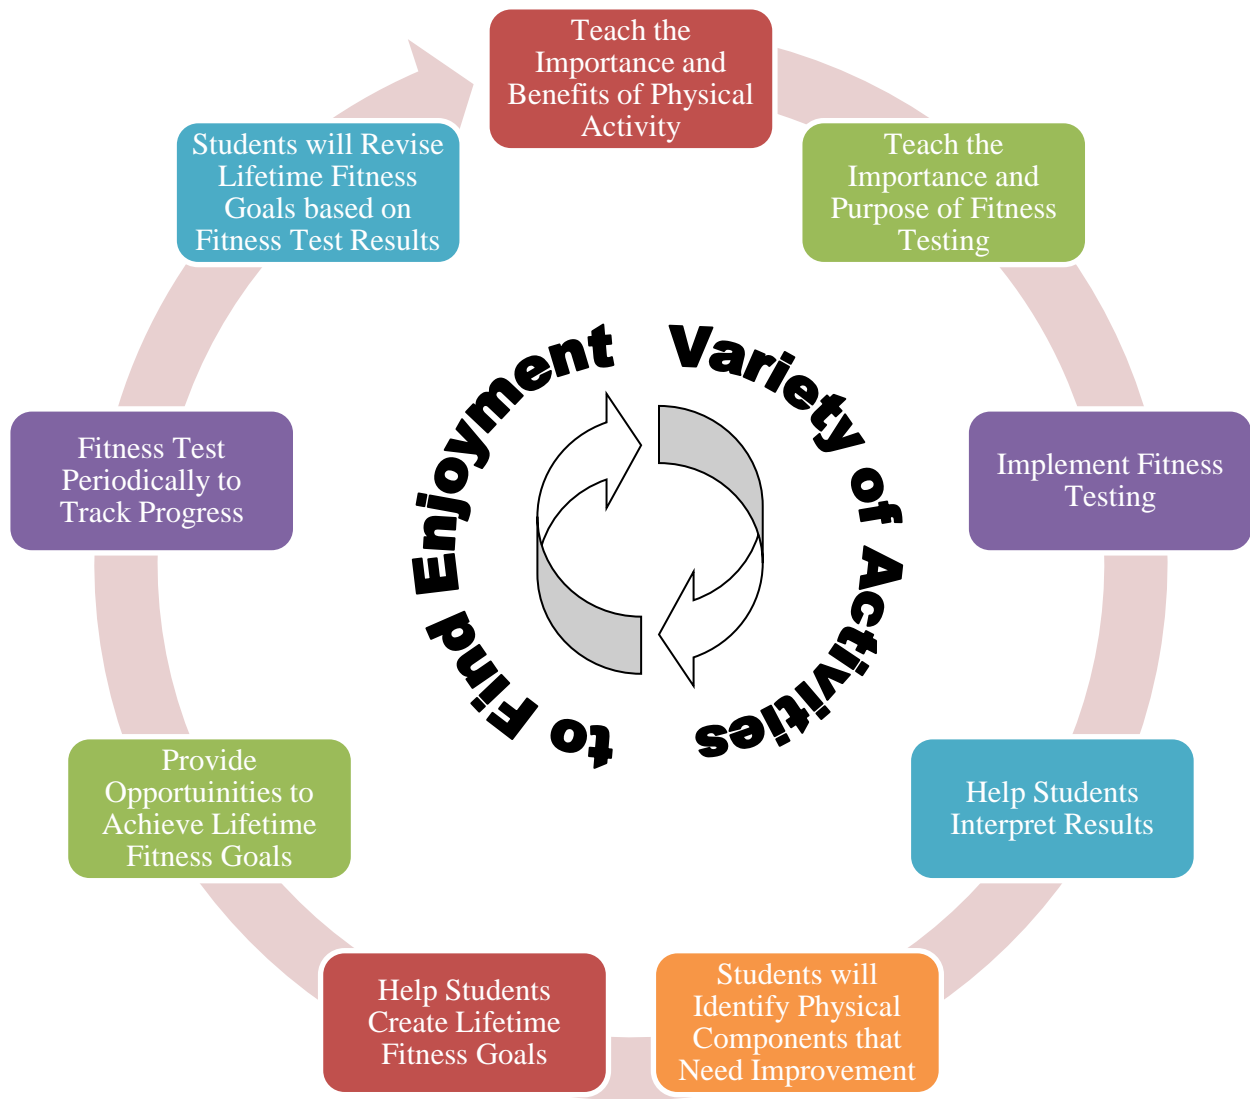 Teach the
Importance and
Benefits of Physical
Activity
Teach the
Importance and
Purpose of Fitness
Testing
Implement Fitness
Testing
Help Students
Interpret Results
Students will
Identify Physical
Components that
Need Improvement
Help Students
Create Lifetime
Fitness Goals
Provide
Opportuinities to
Achieve Lifetime
Fitness Goals
Fitness Test
Periodically to
Track Progress
Students will Revise
Lifetime Fitness
Goals based on
Fitness Test Results
Variety of Activities
to Find Enjoyment